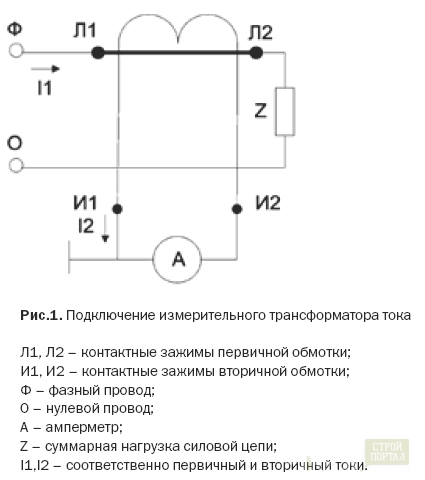 Ф Л1 Л2
I1
Z
О
И1 И2
I2
А
Рис.1. Подключение измерительного трансформатора тока
Л1, Л2 – контактные зажимы первичной обмотки;
И1, И2 – контактные зажимы вторичной обмотки;
Ф – фазный провод;
О – нулевой провод;
А – амперметр;
Z – суммарная нагрузка силовой цепи;
I1,I2 – соответственно первичный и вторичный токи.
СТРОЙ
ПОРТАЛ